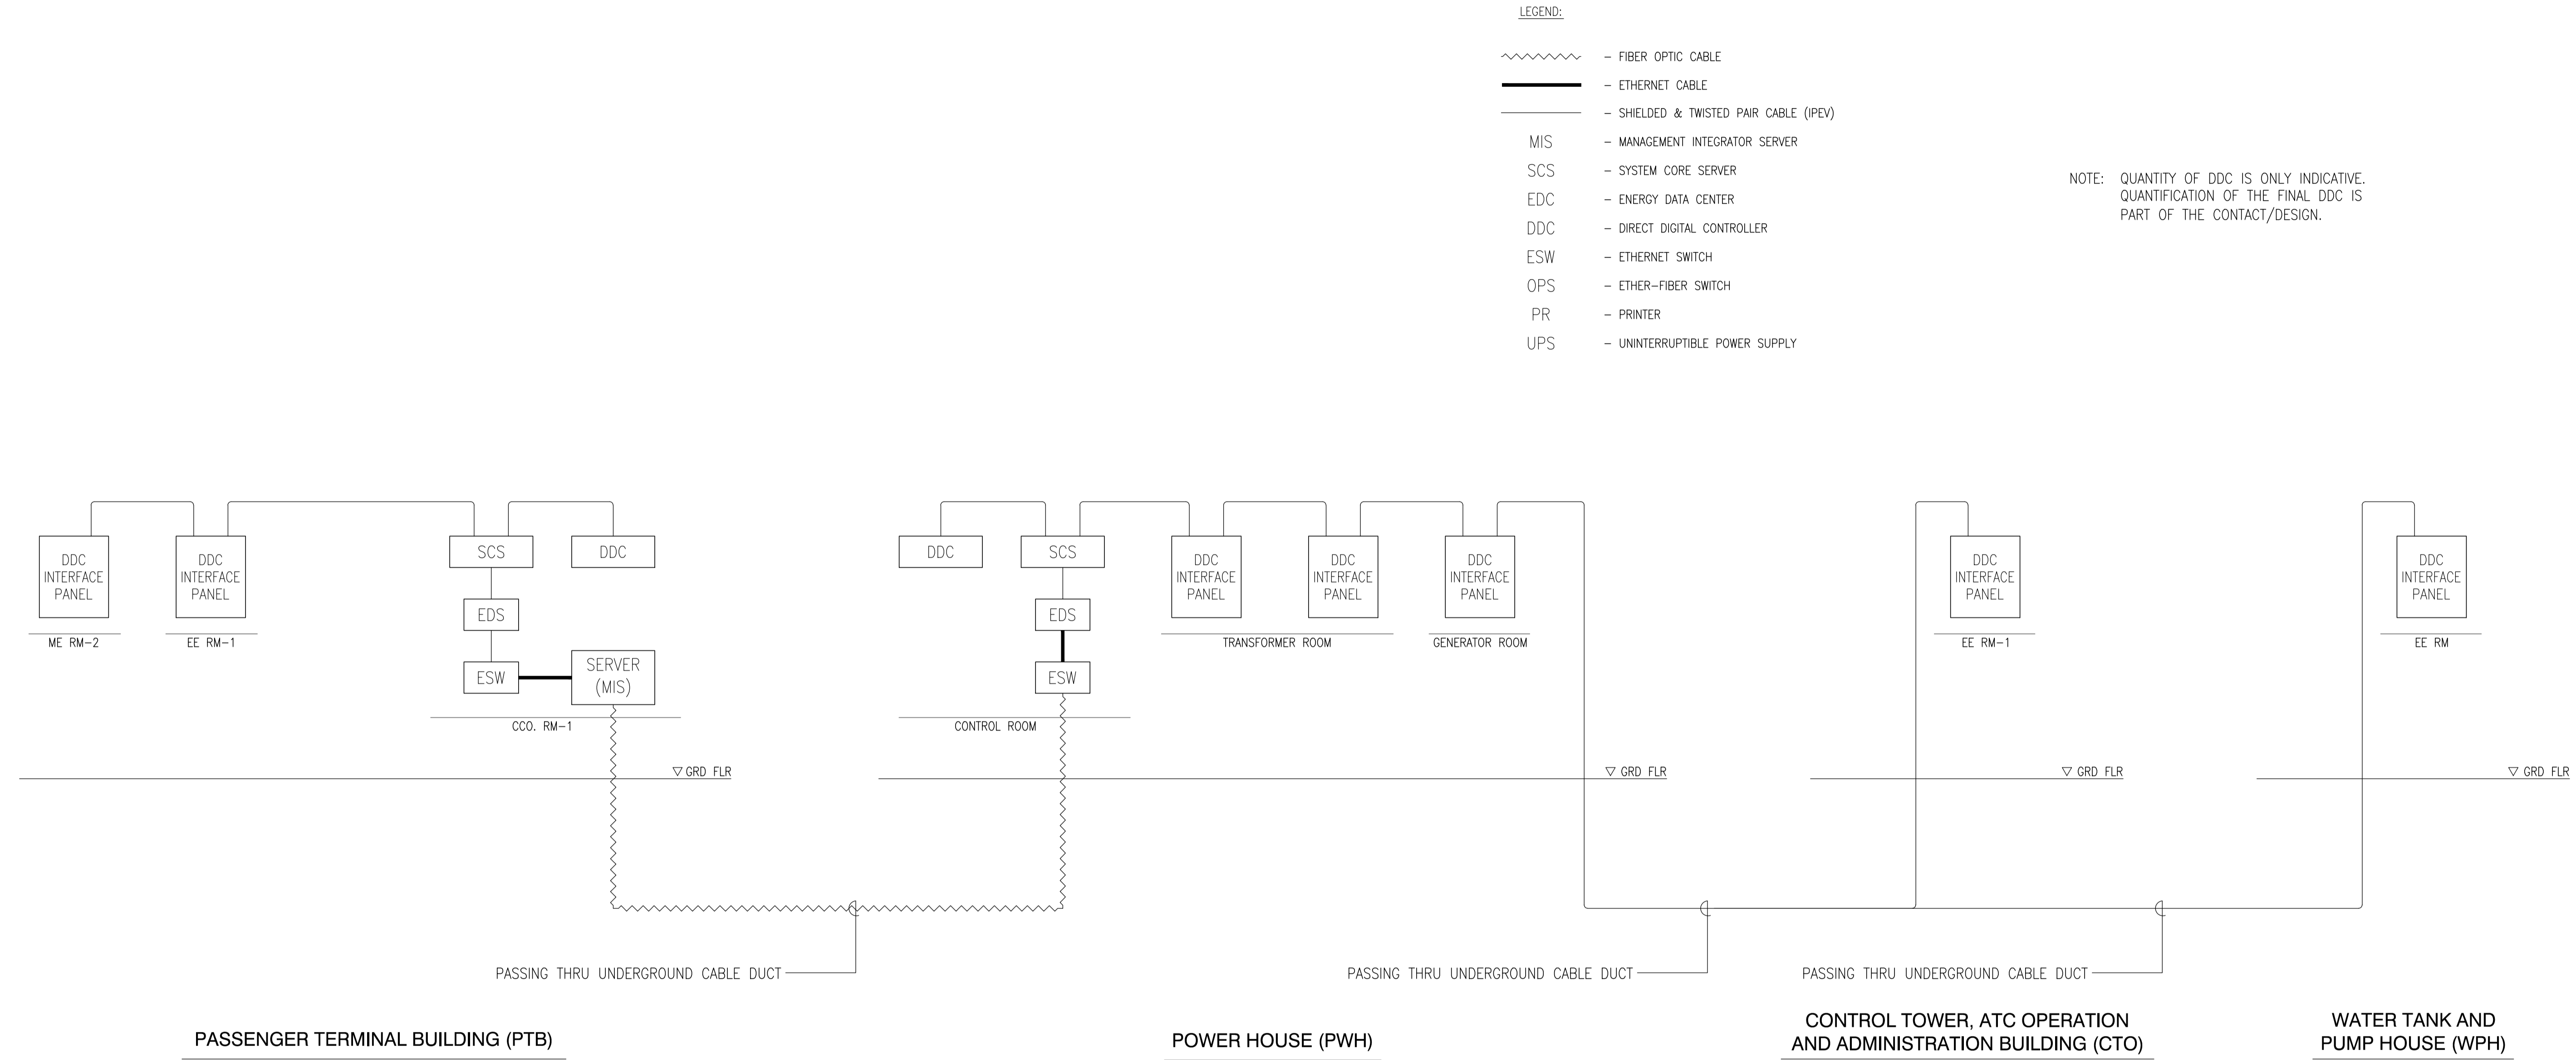 LEGEND:
– FIBER OPTIC CABLE
– ETHERNET CABLE
– SHIELDED & TWISTED PAIR CABLE (IPEV)
MIS – MANAGEMENT INTEGRATOR SERVER
SCS – SYSTEM CORE SERVER
EDC – ENERGY DATA CENTER
DDC – DIRECT DIGITAL CONTROLLER
ESW – ETHERNET SWITCH
OPS – ETHER–FIBER SWITCH
PR – PRINTER
UPS – UNINTERRUPTIBLE POWER SUPPLY
NOTE: QUANTITY OF DDC IS ONLY INDICATIVE.
QUANTIFICATION OF THE FINAL DDC IS
PART OF THE CONTACT/DESIGN.
DDC
INTERFACE
PANEL
ME RM–2
DDC
INTERFACE
PANEL
EE RM–1
SCS
DDC
EDS
ESW
SERVER
(MIS)
CCO. RM–1
GRD FLR
PASSING THRU UNDERGROUND CABLE DUCT
PASSENGER TERMINAL BUILDING (PTB)
DDC
SCS
EDS
ESW
CONTROL ROOM
DDC
INTERFACE
PANEL
DDC
INTERFACE
PANEL
TRANSFORMER ROOM
DDC
INTERFACE
PANEL
GENERATOR ROOM
GRD FLR
PASSING THRU UNDERGROUND CABLE DUCT
POWER HOUSE (PWH)
DDC
INTERFACE
PANEL
EE RM–1
GRD FLR
PASSING THRU UNDERGROUND CABLE DUCT
CONTROL TOWER, ATC OPERATION
AND ADMINISTRATION BUILDING (CTO)
DDC
INTERFACE
PANEL
EE RM
GRD FLR
WATER TANK AND
PUMP HOUSE (WPH)